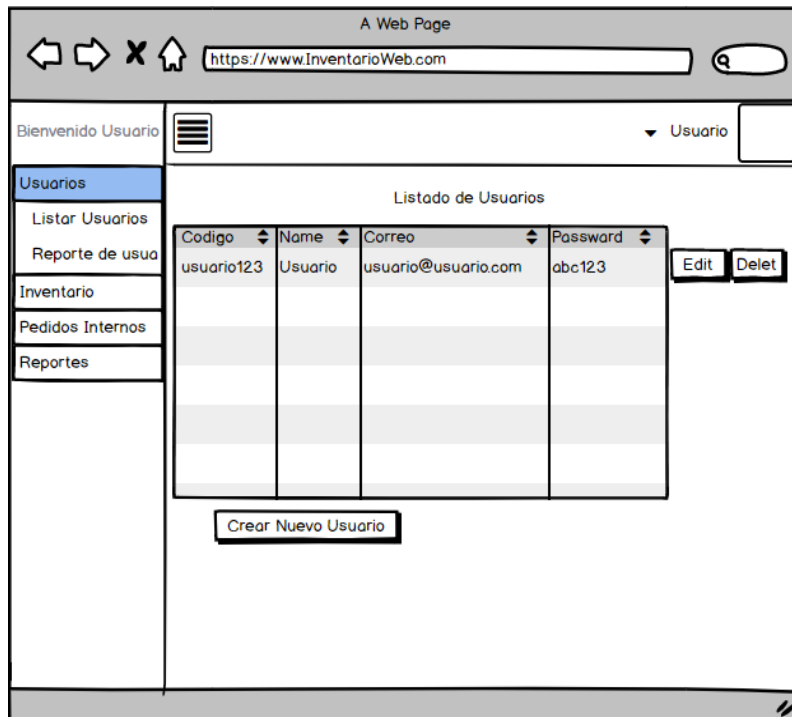 A Web Page
https://www.InventarioWeb.com
Bienvenido Usuario
Usuario
Usuarios
Listar Usuarios
Reporte de usua
Inventario
Pedidos Internos
Reportes
Listado de Usuarios
Codigo Name Correo Passward
usuario123 Usuario usuario@usuario.com abc123 Edit Delet
Crear Nuevo Usuario